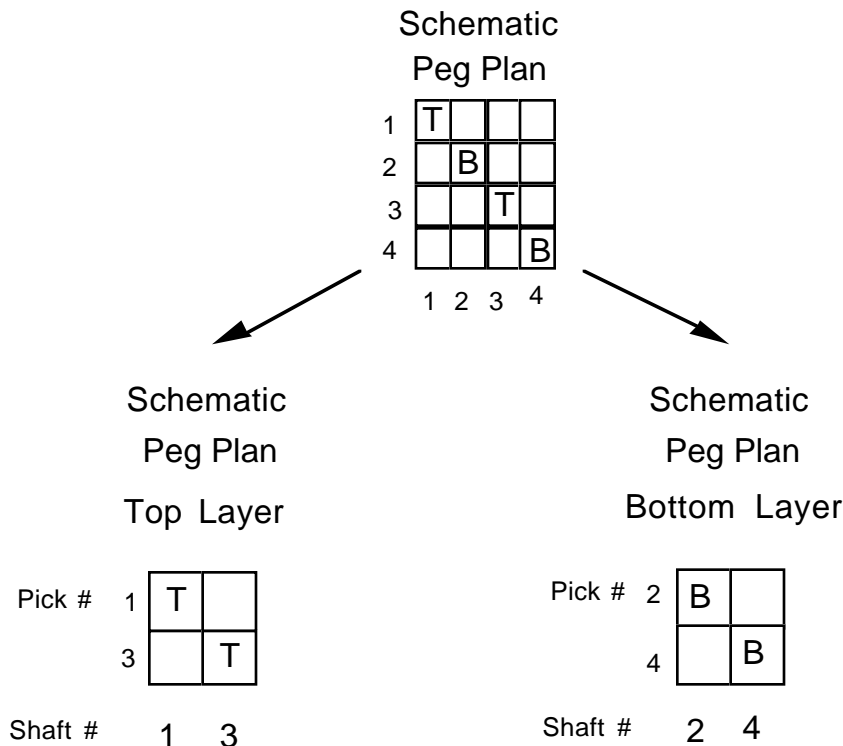 Schematic
Peg Plan
1 T
2 B
3 T
4 B
1 2 3 4
Schematic
Peg Plan
Top Layer
Pick # 1 T
3 T
Shaft # 1 3
Schematic
Peg Plan
Bottom Layer
Pick # 2 B
4 B
Shaft # 2 4